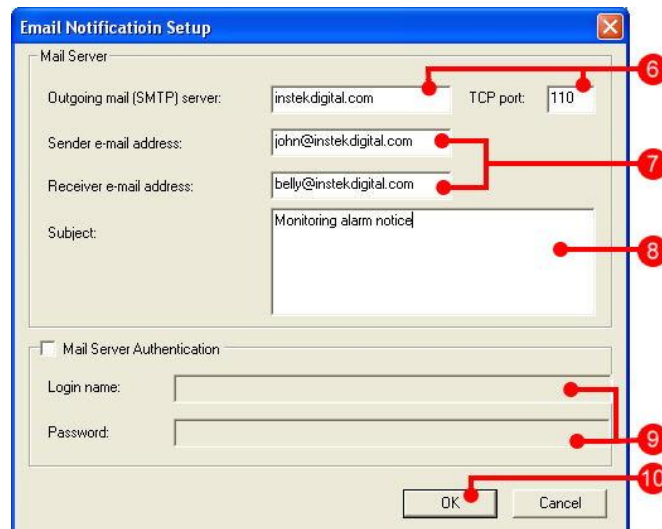 Email Notificatioin Setup
Mail Server
Outgoing mail (SMTP) server: instekdigital.com TCP port: 110 6
Sender e-mail address: john@instekdigital.com
7
Receiver e-mail address: belly@instekdigital.com
Subject: Monitoring alarm notice
8
Mail Server Authentication
Login name:
Password: 9
10
OK Cancel